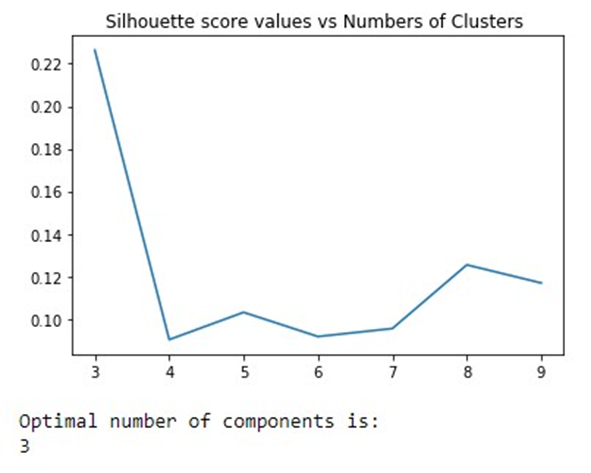 Silhouette score values vs Numbers of Clusters
0.22
0.20
0.18
0.16
0.14
0.12
0.10
3 4 5 6 7 8 9
Optimal number of components is:
3